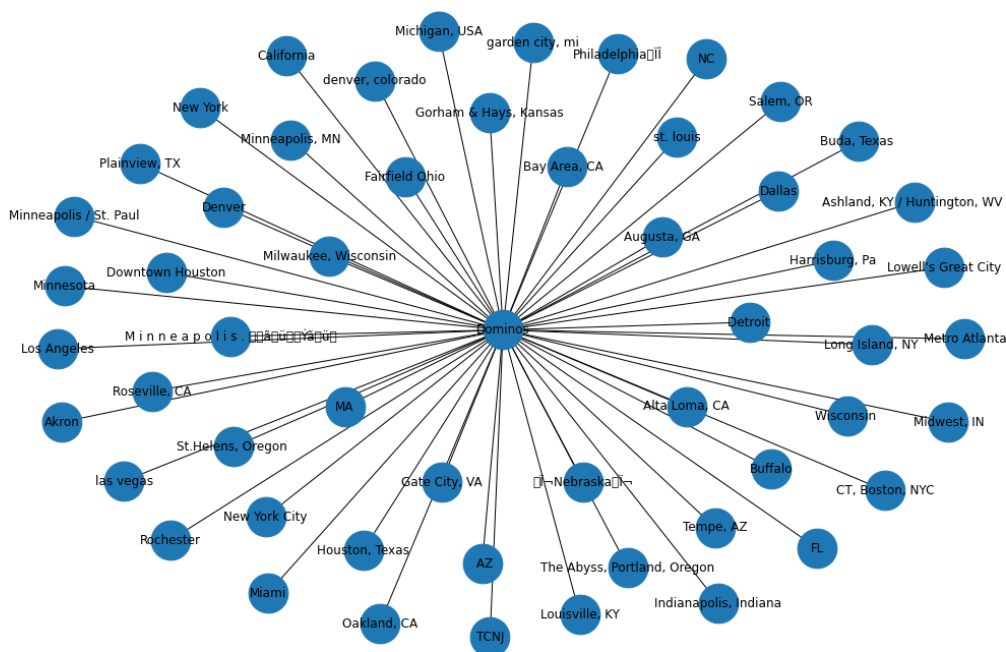 Michigan, USA
garden city, mi
California
Philadelphia
NC
denver, colorado
Salem, OR
New York
Gorham & Hays, Kansas
Minneapolis, MN
st. louis
Buda, Texas
Plainview, TX
Bay Area, CA
Fairfield Ohio
Dallas
Ashland, KY / Huntington, WV
Denver
Minneapolis / St. Paul
Augusta, GA
Milwaukee, Wisconsin
Harrisburg, Pa
Lowell's Great City
Downtown Houston
Minnesota
Detroit
Dominos
M i n n e a p o l i s .
Metro Atlanta
Long Island, NY
Los Angeles
Roseville, CA
Alta Loma, CA
MA
Wisconsin
Midwest, IN
Akron
St.Helens, Oregon
Buffalo
las vegas
Gate City, VA
Nebraska
CT, Boston, NYC
New York City
Tempe, AZ
Rochester
Houston, Texas
FL
AZ
The Abyss, Portland, Oregon
Miami
Indianapolis, Indiana
Louisville, KY
Oakland, CA
TCNJ